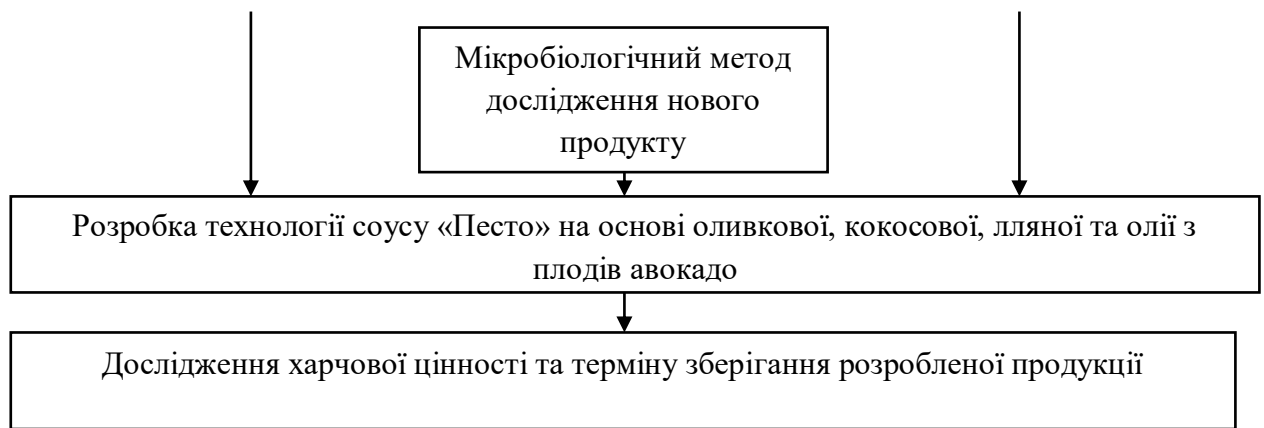 Мікробіологічний метод
дослідження нового
продукту
Розробка технології соусу «Песто» на основі оливкової, кокосової, лляної та олії з
плодів авокадо
Дослідження харчової цінності та терміну зберігання розробленої продукції